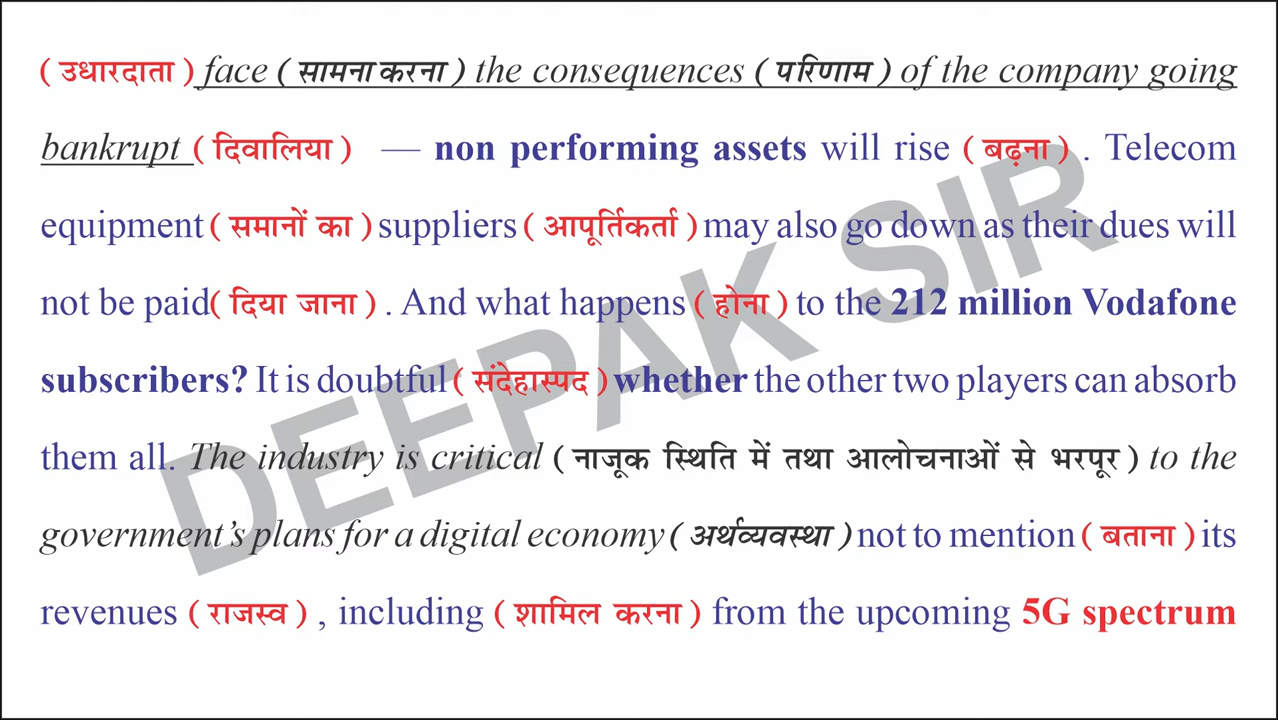 ( उधारदाता ) face ( सामना करना ) the consequences ( परिणाम ) of the company going
bankrupt ( दिवालिया ) — non performing assets will rise ( बढ़ना ) . Telecom
equipment ( समानों का ) suppliers ( आपूर्तिकर्ता ) may also go down as their dues will
not be paid( दिया जाना ) . And what happens ( होना ) to the 212 million Vodafone
subscribers? It is doubtful ( संदेहास्पद ) whether the other two players can absorb
them all. The industry is critical ( नाजूक स्थिति में तथा आलोचनाओं से भरपूर ) to the
government’s plans for a digital economy ( अर्थव्यवस्था ) not to mention ( बताना ) its
revenues ( राजस्व ) , including ( शामिल करना ) from the upcoming 5G spectrum
DEEPAK SIR